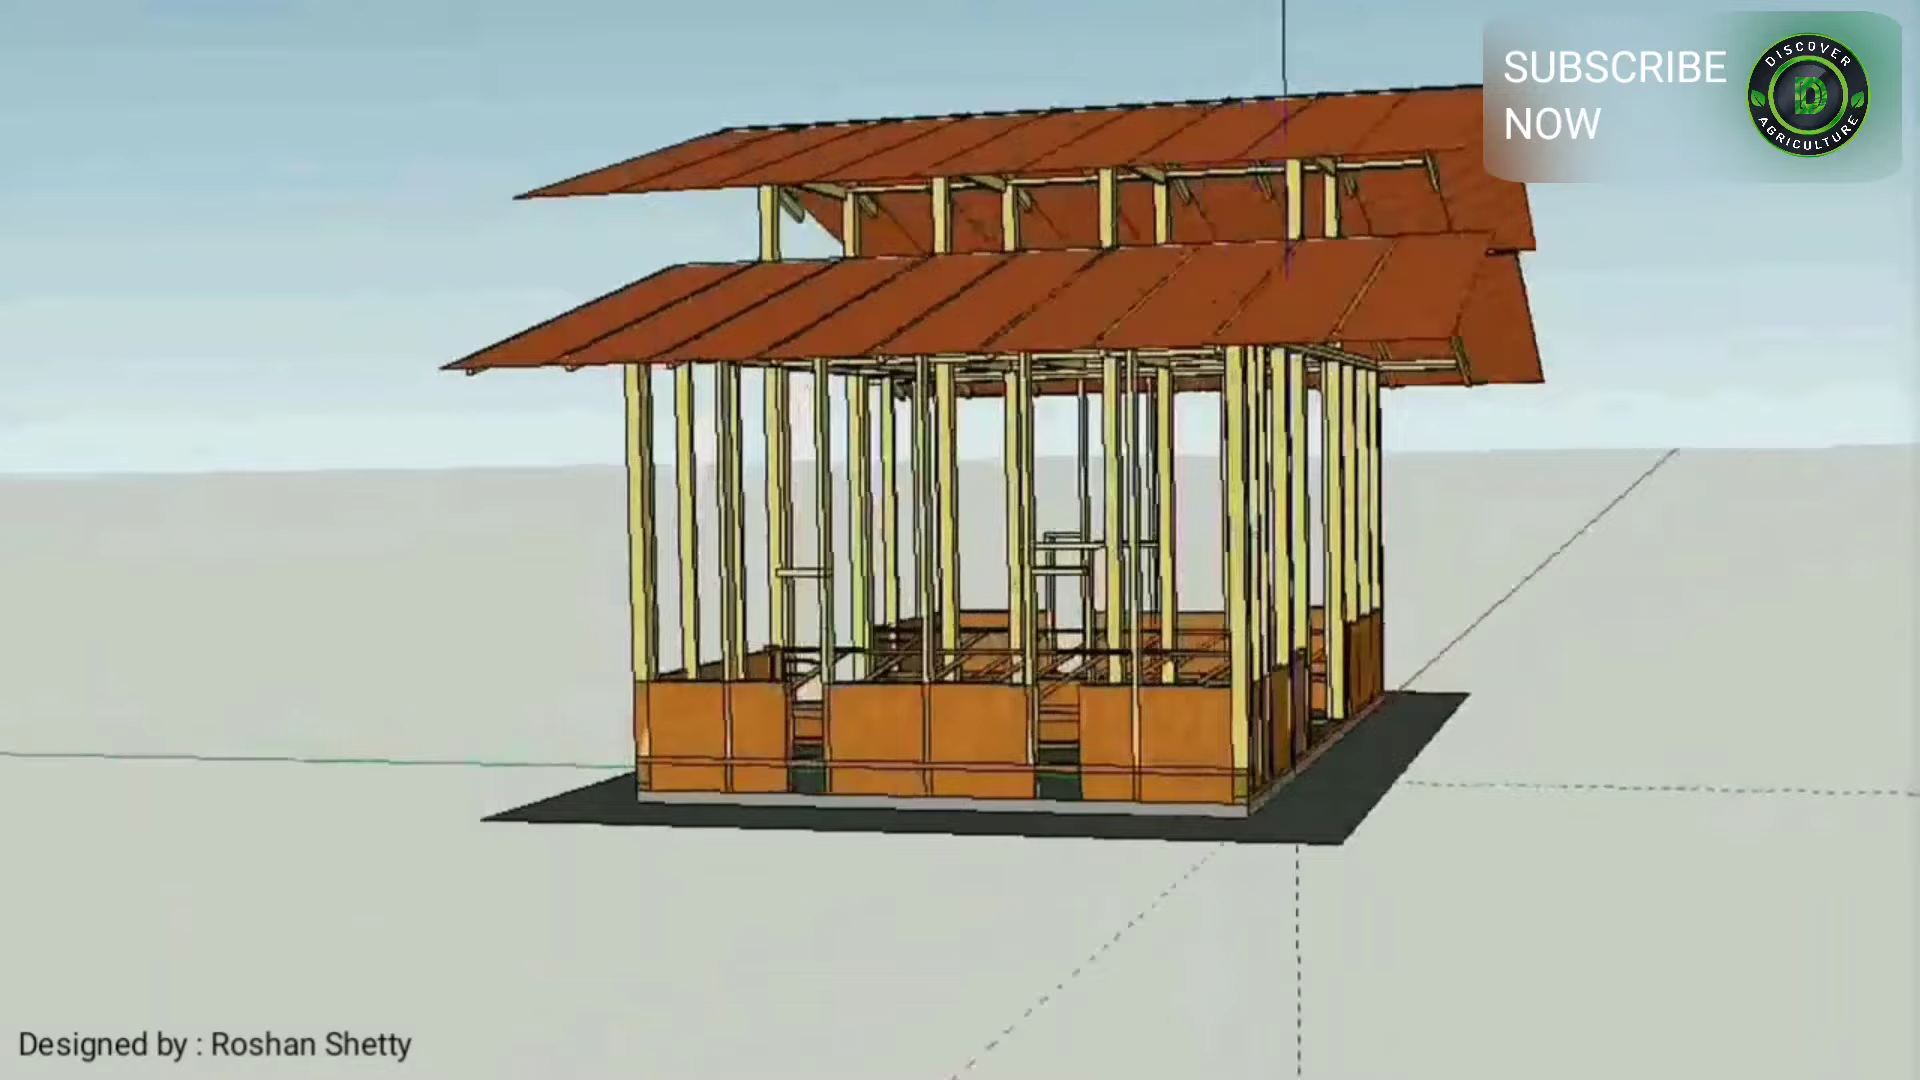 SUBSCRIBE
NOW
DISCOVER
D
AGRICULTURE
Designed by : Roshan Shetty